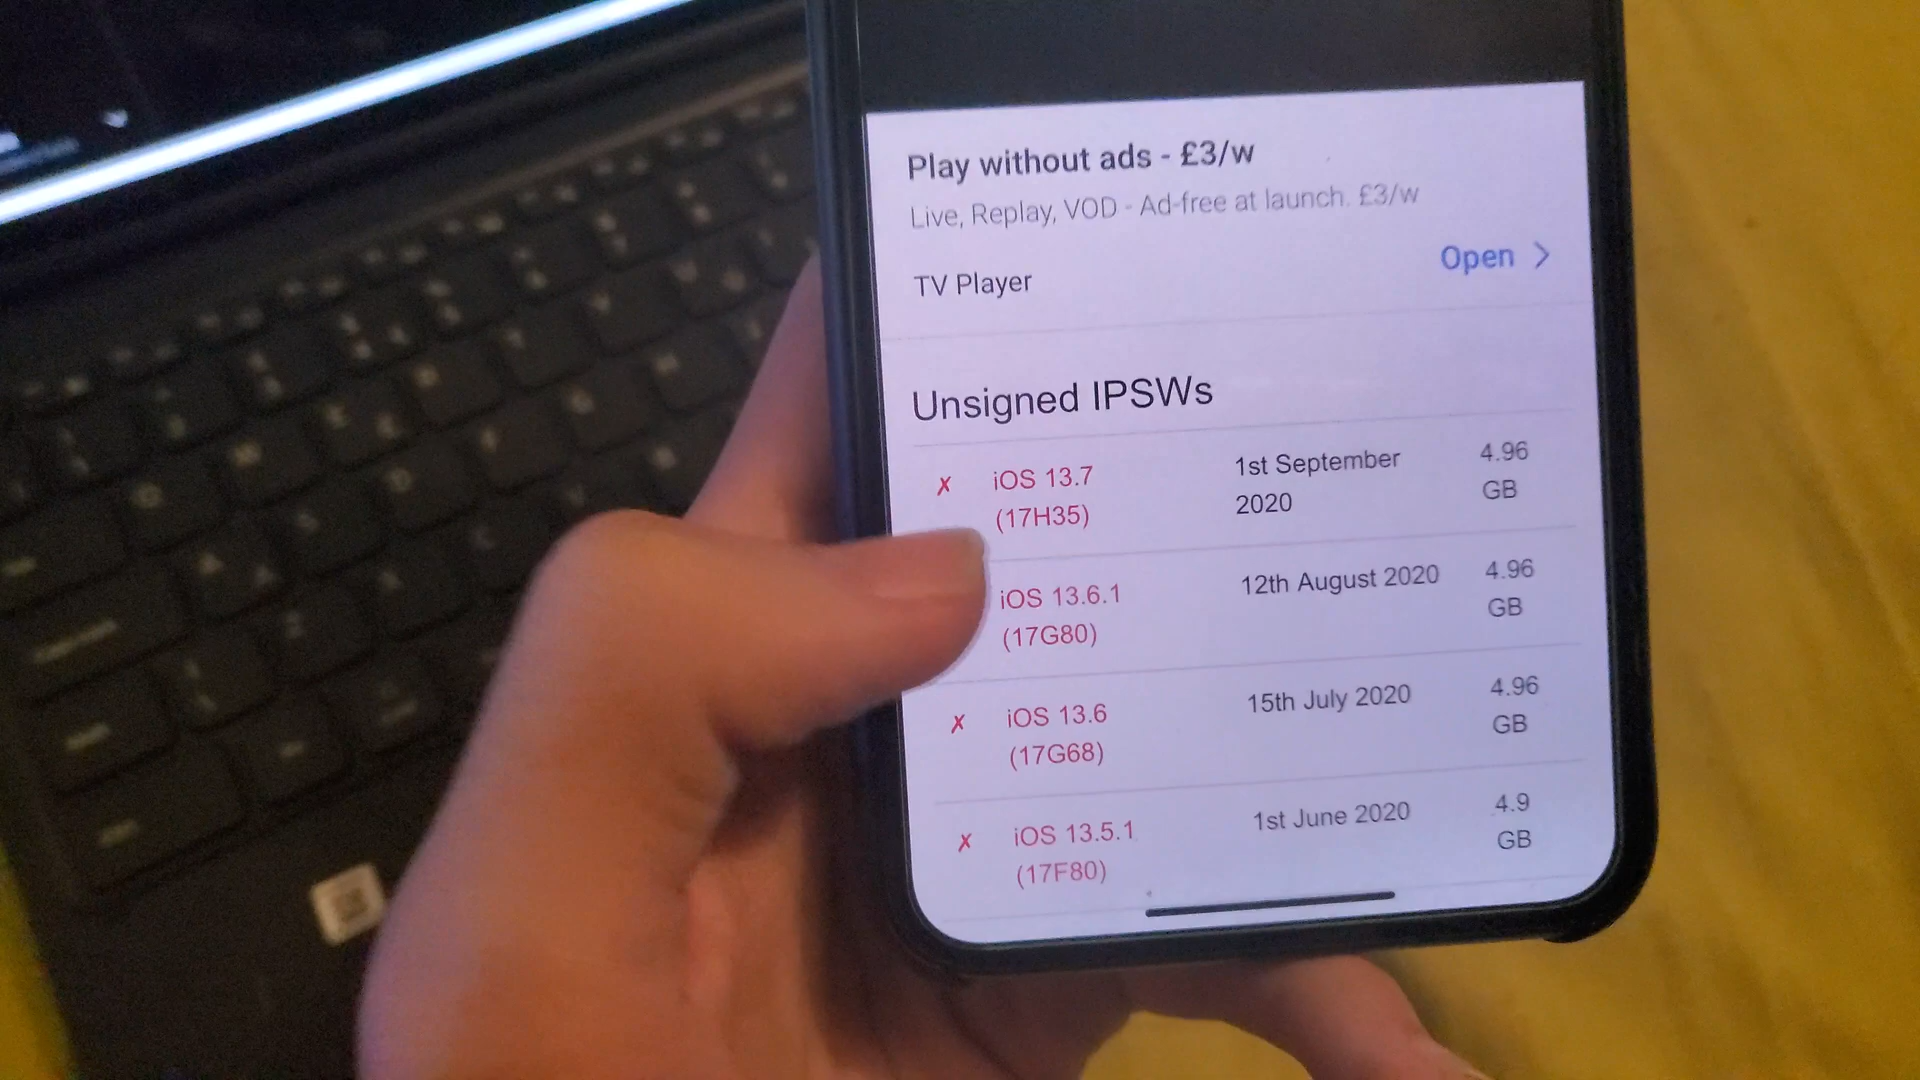 Play without ads - £3/w
Live, Replay, VOD - Ad-free at launch. £3/w
TV Player
Open >
Unsigned IPSWs
✗ iOS 13.7 1st September 4.96
(17H35) 2020 GB
iOS 13.6.1 12th August 2020 4.96
(17G80) GB
✗ iOS 13.6 15th July 2020 4.96
(17G68) GB
✗ iOS 13.5.1 1st June 2020 4.9
(17F80) GB